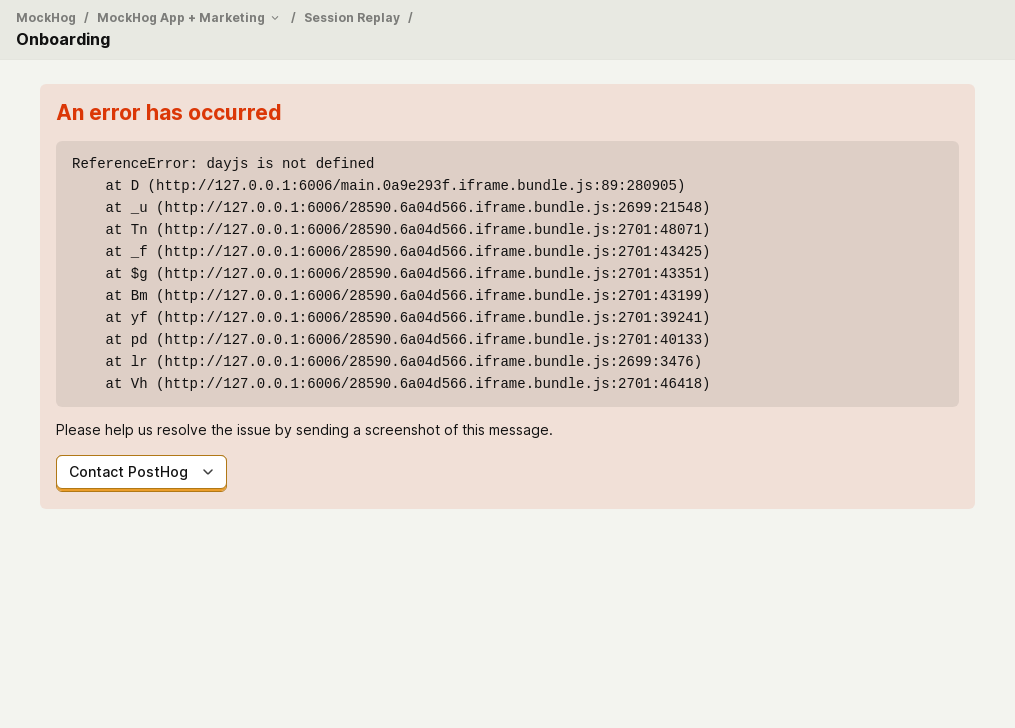 MockHog / MockHog App + Marketing / Session Replay /
Onboarding
An error has occurred
ReferenceError: dayjs is not defined
    at D (http://127.0.0.1:6006/main.0a9e293f.iframe.bundle.js:89:280905)
    at _u (http://127.0.0.1:6006/28590.6a04d566.iframe.bundle.js:2699:21548)
    at Tn (http://127.0.0.1:6006/28590.6a04d566.iframe.bundle.js:2701:48071)
    at _f (http://127.0.0.1:6006/28590.6a04d566.iframe.bundle.js:2701:43425)
    at $g (http://127.0.0.1:6006/28590.6a04d566.iframe.bundle.js:2701:43351)
    at Bm (http://127.0.0.1:6006/28590.6a04d566.iframe.bundle.js:2701:43199)
    at yf (http://127.0.0.1:6006/28590.6a04d566.iframe.bundle.js:2701:39241)
    at pd (http://127.0.0.1:6006/28590.6a04d566.iframe.bundle.js:2701:40133)
    at lr (http://127.0.0.1:6006/28590.6a04d566.iframe.bundle.js:2699:3476)
    at Vh (http://127.0.0.1:6006/28590.6a04d566.iframe.bundle.js:2701:46418)
Please help us resolve the issue by sending a screenshot of this message.
Contact PostHog